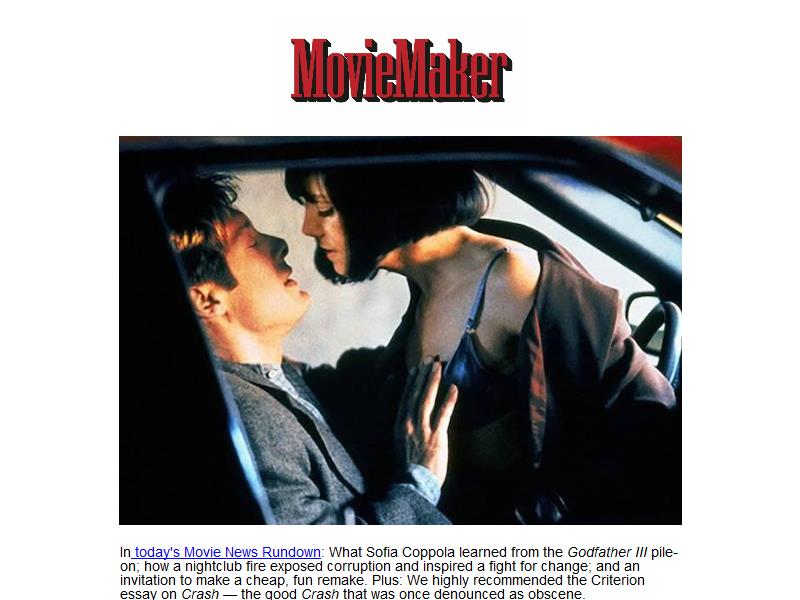 MovieMaker
In today's Movie News Rundown: What Sofia Coppola learned from the Godfather III pile-
on; how a nightclub fire exposed corruption and inspired a fight for change; and an
invitation to make a cheap, fun remake. Plus: We highly recommended the Criterion
essay on Crash — the good Crash that was once denounced as obscene.